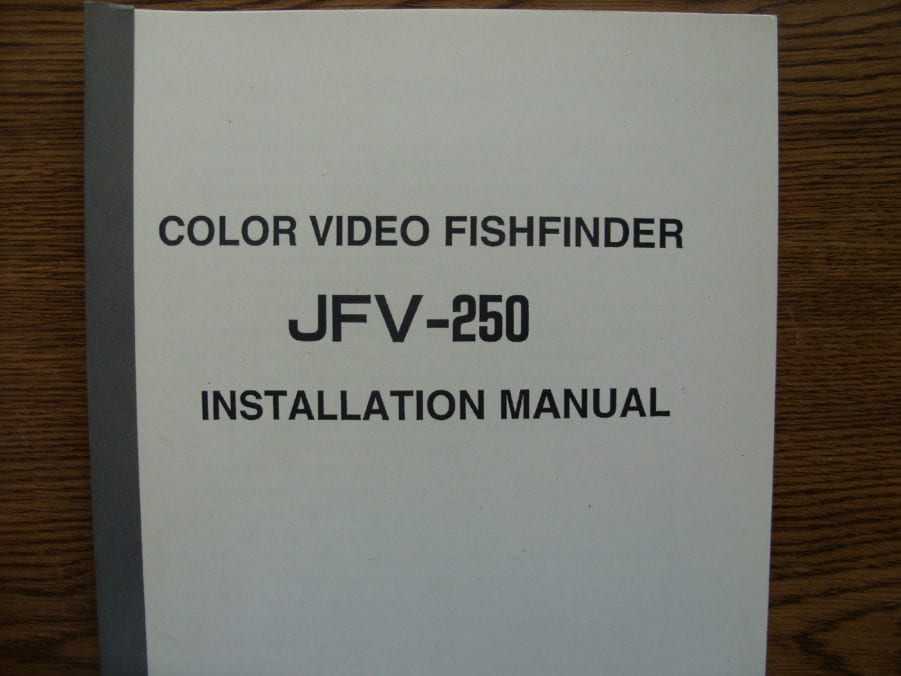 COLOR VIDEO FISHFINDER
JFV-250
INSTALLATION MANUAL